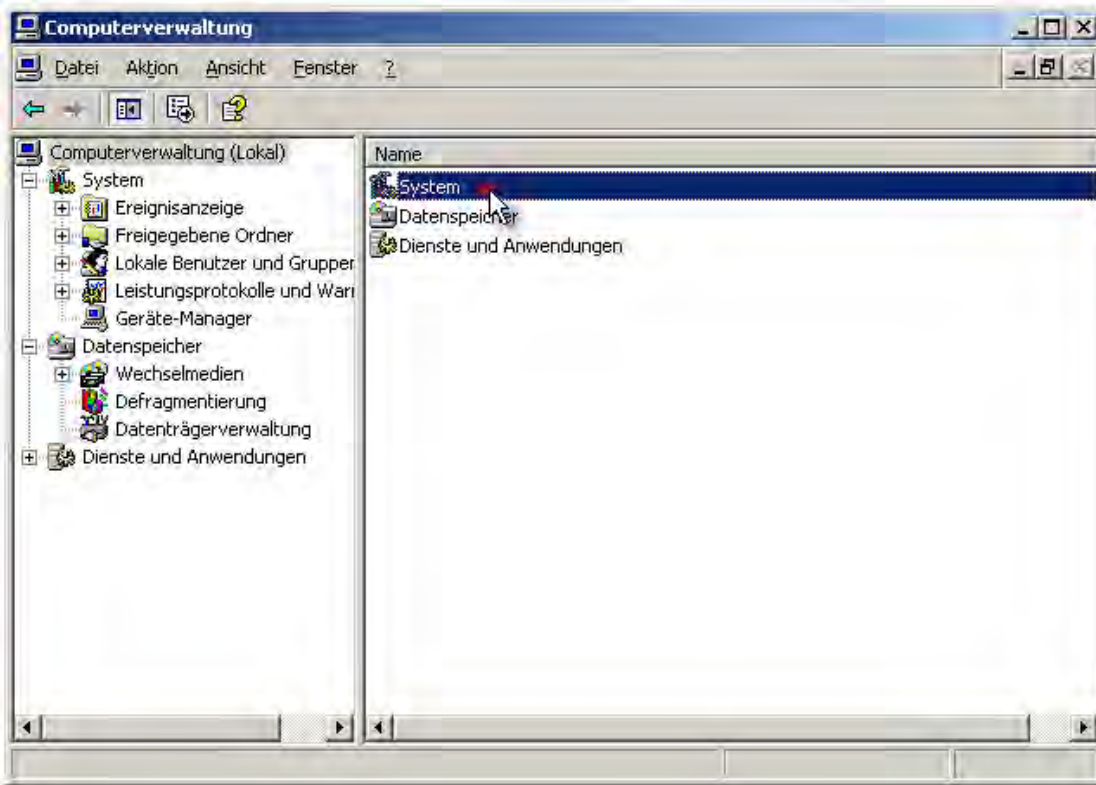 Computerverwaltung
Datei Aktion Ansicht Fenster ?
Computerverwaltung (Lokal)
System
Ereignisanzeige
Freigegebene Ordner
Lokale Benutzer und Gruppen
Leistungsprotokolle und Warn
Geräte-Manager
Datenspeicher
Wechselmedien
Defragmentierung
Datenträgerverwaltung
Dienste und Anwendungen
Name
System
Datenspeicher
Dienste und Anwendungen